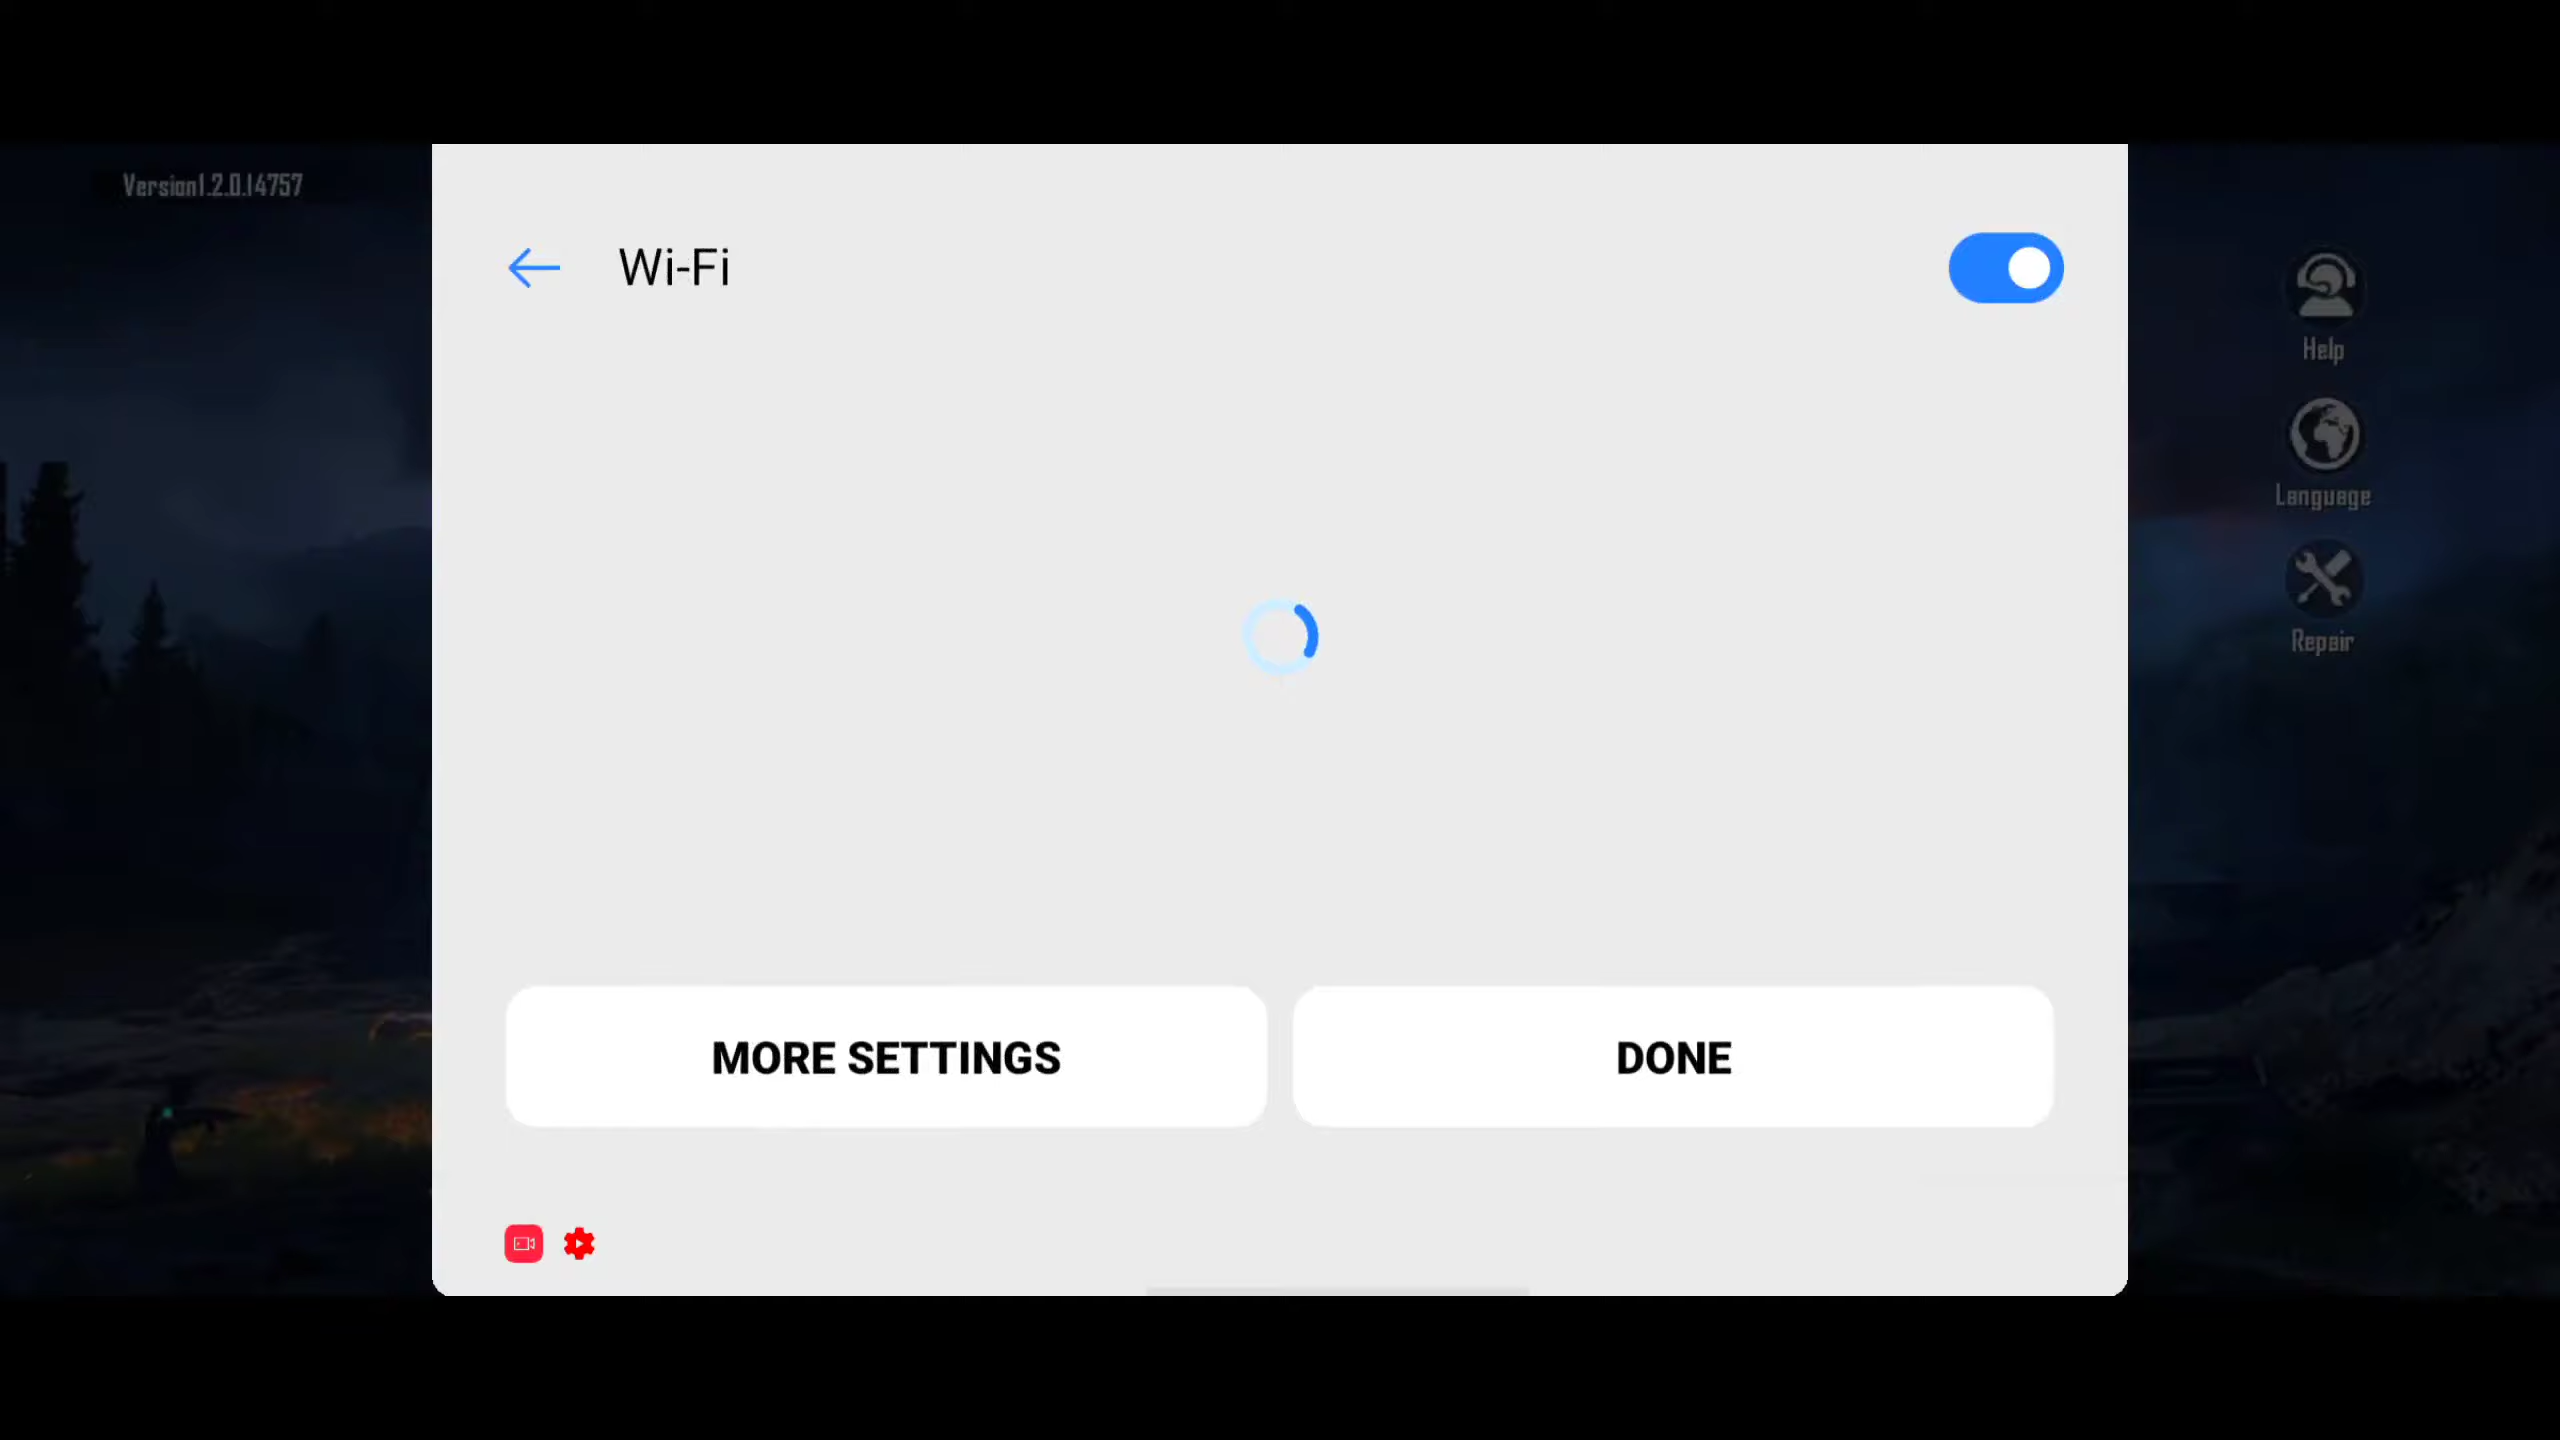 Version1.2.0.14757
Wi-Fi
Help
Language
Repair
MORE SETTINGS
DONE